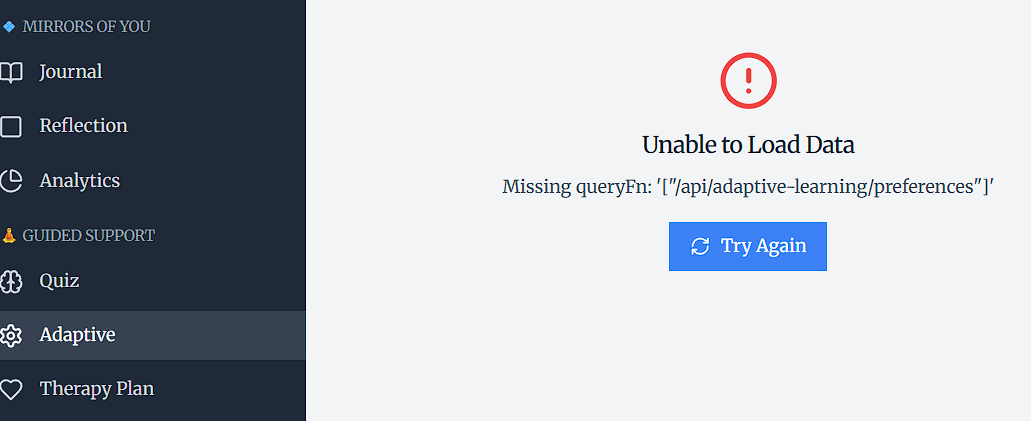 MIRRORS OF YOU
Journal
Reflection
Analytics
GUIDED SUPPORT
Quiz
Adaptive
Therapy Plan
Unable to Load Data
Missing queryFn: '["/api/adaptive-learning/preferences"]'
Try Again